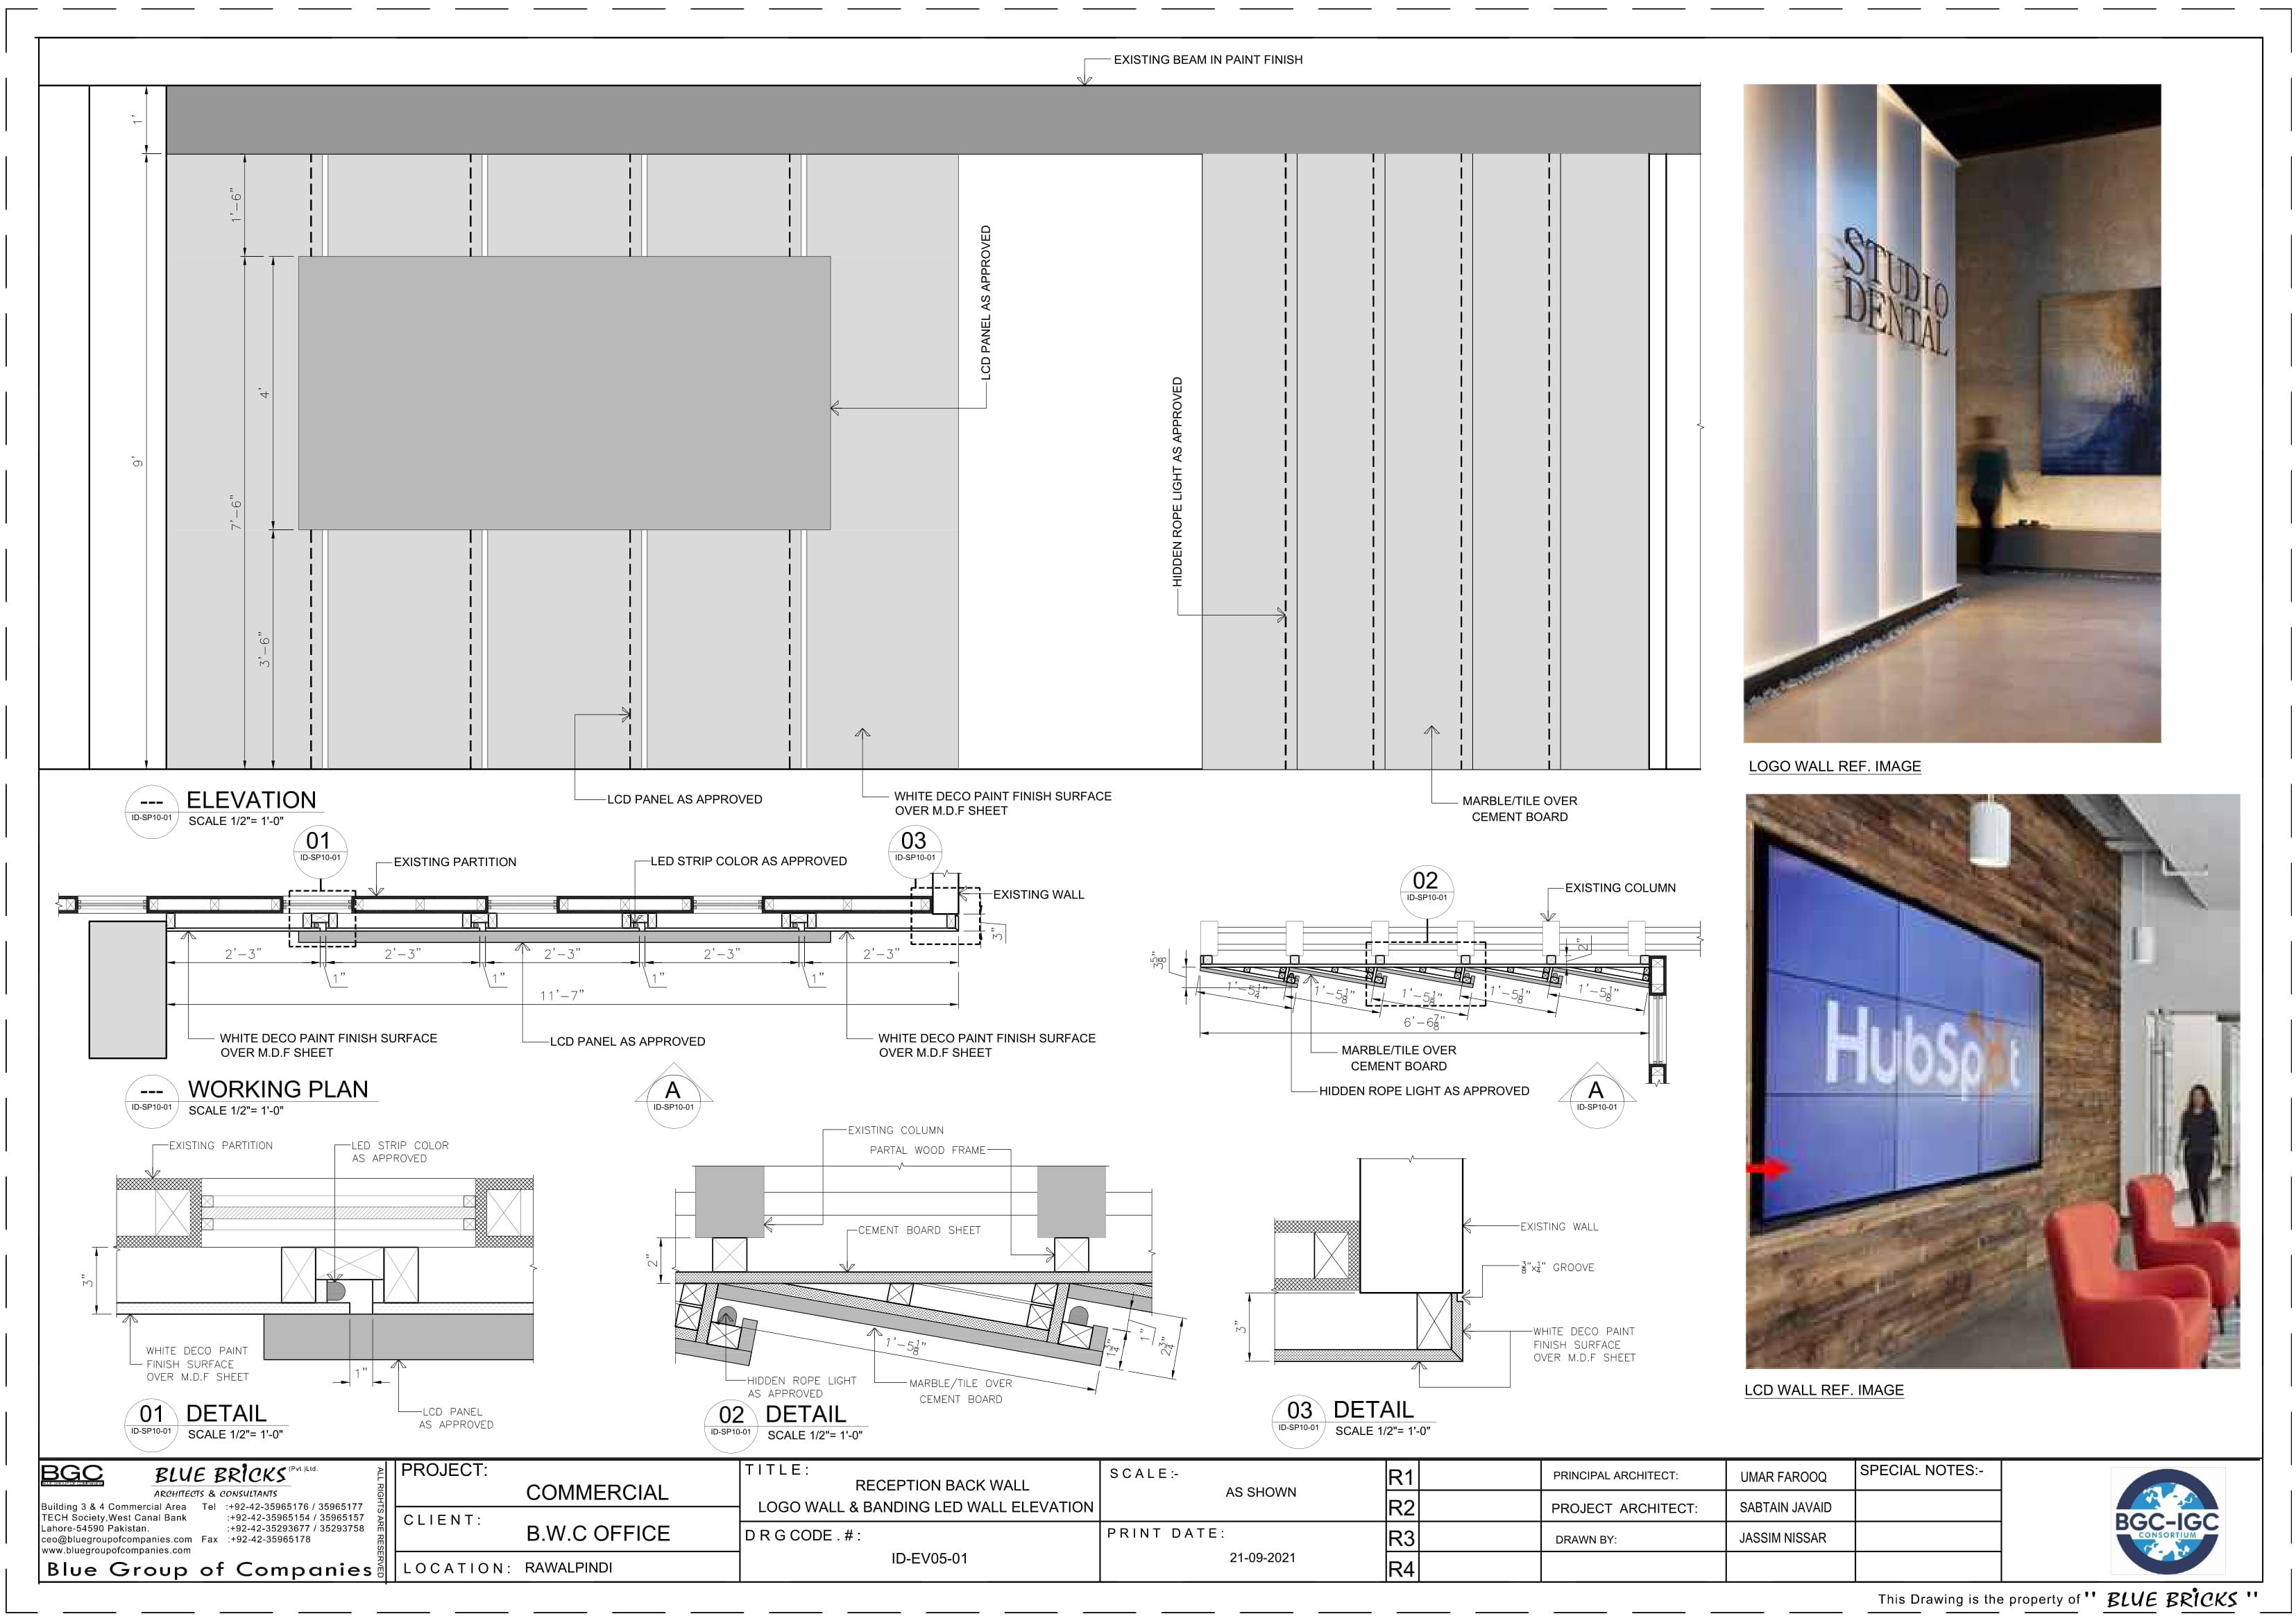 EXISTING BEAM IN PAINT FINISH
1'
9'
1'-6"
7'-6"
4'
3'-6"
LCD PANEL AS APPROVED
HIDDEN ROPE LIGHT AS APPROVED
STUDIO
DENTAL
LOGO WALL REF. IMAGE
---
ID-SP10-01
ELEVATION
SCALE 1/2"= 1'-0"
LCD PANEL AS APPROVED
WHITE DECO PAINT FINISH SURFACE
OVER M.D.F SHEET
MARBLE/TILE OVER
CEMENT BOARD
01
ID-SP10-01
EXISTING PARTITION
LED STRIP COLOR AS APPROVED
03
ID-SP10-01
EXISTING WALL
3"
2'-3"
2'-3"
2'-3"
2'-3"
2'-3"
1"
1"
1"
1"
11'-7"
WHITE DECO PAINT FINISH SURFACE
OVER M.D.F SHEET
LCD PANEL AS APPROVED
WHITE DECO PAINT FINISH SURFACE
OVER M.D.F SHEET
02
ID-SP10-01
EXISTING COLUMN
3 5/8"
2"
1'-5 1/4"
1'-5 1/8"
1'-5 1/8"
1'-5 1/8"
1'-5 1/8"
6'-6 7/8"
MARBLE/TILE OVER
CEMENT BOARD
HIDDEN ROPE LIGHT AS APPROVED
---
ID-SP10-01
WORKING PLAN
SCALE 1/2"= 1'-0"
A
ID-SP10-01
A
ID-SP10-01
HubSpot
LCD WALL REF. IMAGE
EXISTING PARTITION
LED STRIP COLOR
AS APPROVED
3"
WHITE DECO PAINT
FINISH SURFACE
OVER M.D.F SHEET
1"
LCD PANEL
AS APPROVED
01
ID-SP10-01
DETAIL
SCALE 1/2"= 1'-0"
EXISTING COLUMN
PARTAL WOOD FRAME
CEMENT BOARD SHEET
2"
1'-5 1/8"
1"
1 3/4"
2 3/4"
HIDDEN ROPE LIGHT
AS APPROVED
MARBLE/TILE OVER
CEMENT BOARD
02
ID-SP10-01
DETAIL
SCALE 1/2"= 1'-0"
EXISTING WALL
3/8"x1/4" GROOVE
3"
WHITE DECO PAINT
FINISH SURFACE
OVER M.D.F SHEET
03
ID-SP10-01
DETAIL
SCALE 1/2"= 1'-0"
BGC
BLUE BRICKS (Pvt.)Ltd.
ARCHITECTS & CONSULTANTS
Building 3 & 4 Commercial Area Tel :+92-42-35965176 / 35965177
TECH Society,West Canal Bank :+92-42-35965154 / 35965157
Lahore-54590 Pakistan. :+92-42-35293677 / 35293758
ceo@bluegroupofcompanies.com Fax :+92-42-35965178
www.bluegroupofcompanies.com
Blue Group of Companies
ALL RIGHTS ARE RESERVED
PROJECT:
COMMERCIAL
CLIENT:
B.W.C OFFICE
LOCATION: RAWALPINDI
TITLE:
RECEPTION BACK WALL
LOGO WALL & BANDING LED WALL ELEVATION
DRG CODE . # :
ID-EV05-01
SCALE:-
AS SHOWN
PRINT DATE:
21-09-2021
R1
R2
R3
R4
PRINCIPAL ARCHITECT: UMAR FAROOQ
PROJECT ARCHITECT: SABTAIN JAVAID
DRAWN BY: JASSIM NISSAR
SPECIAL NOTES:-
BGC-IGC
CONSORTIUM
This Drawing is the property of " BLUE BRICKS "